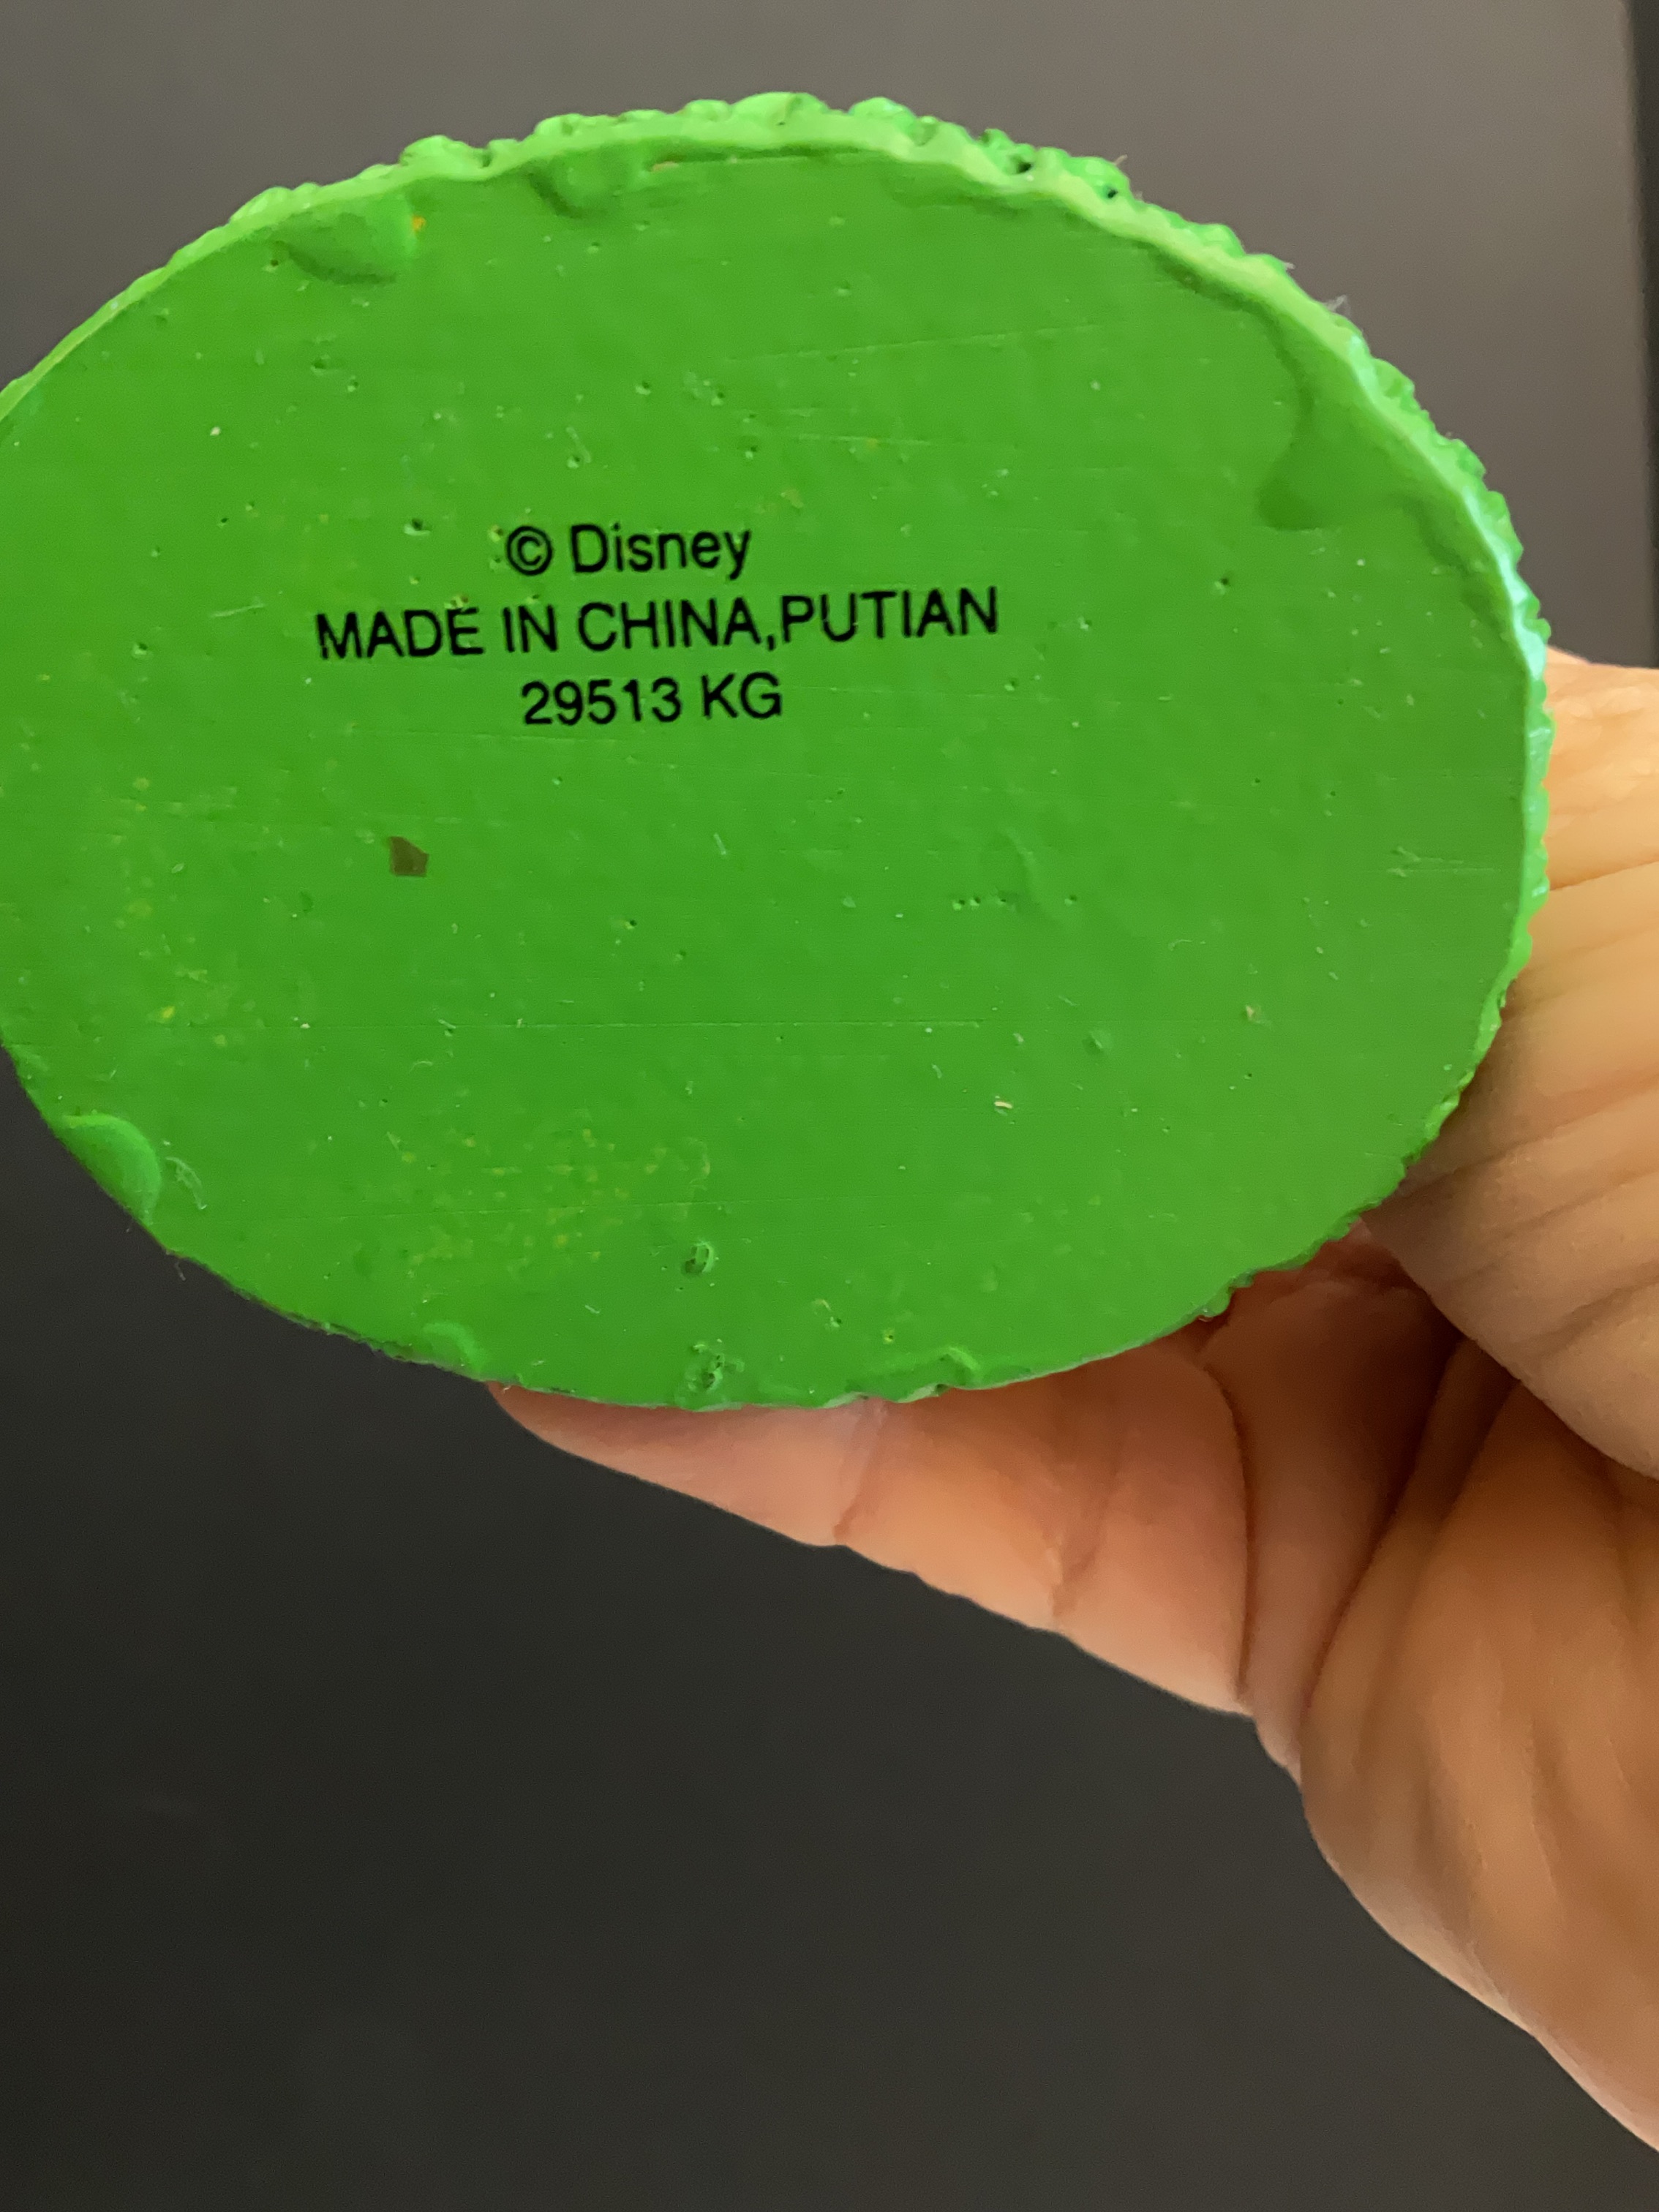 © Disney
MADE IN CHINA,PUTIAN
29513 KG